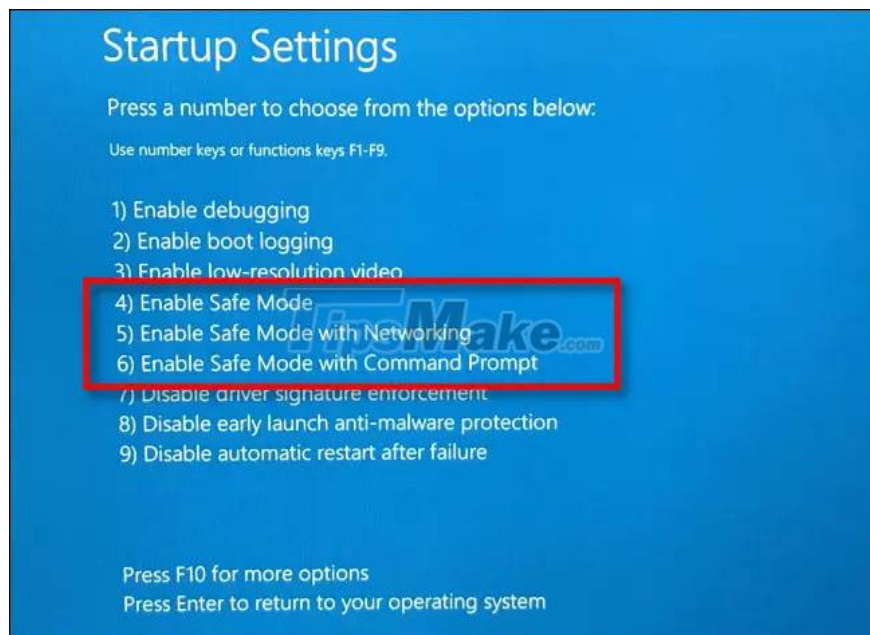 Startup Settings
Press a number to choose from the options below:
Use number keys or functions keys F1-F9.
1) Enable debugging
2) Enable boot logging
3) Enable low-resolution video
4) Enable Safe Mode
5) Enable Safe Mode with Networking
TipsMake.com
6) Enable Safe Mode with Command Prompt
7) Disable driver signature enforcement
8) Disable early launch anti-malware protection
9) Disable automatic restart after failure
Press F10 for more options
Press Enter to return to your operating system